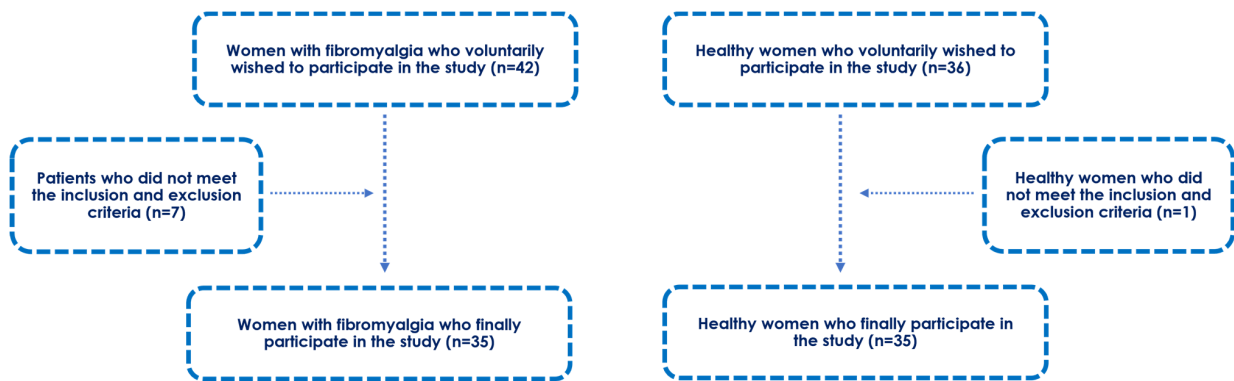 Women with fibromyalgia who voluntarily
wished to participate in the study (n=42)
Healthy women who voluntarily wished to
participate in the study (n=36)
Patients who did not meet
the inclusion and exclusion
criteria (n=7)
Healthy women who did
not meet the inclusion and
exclusion criteria (n=1)
Women with fibromyalgia who finally
participate in the study (n=35)
Healthy women who finally participate in
the study (n=35)